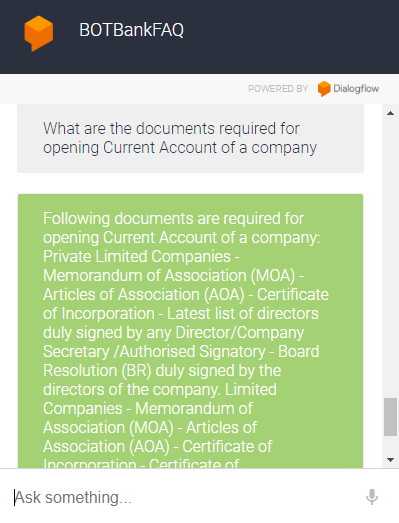 BOTBankFAQ
POWERED BY Dialogflow
What are the documents required for
opening Current Account of a company
Following documents are required for
opening Current Account of a company:
Private Limited Companies -
Memorandum of Association (MOA) -
Articles of Association (AOA) - Certificate
of Incorporation - Latest list of directors
duly signed by any Director/Company
Secretary /Authorised Signatory - Board
Resolution (BR) duly signed by the
directors of the company. Limited
Companies - Memorandum of
Association (MOA) - Articles of
Association (AOA) - Certificate of
Incorporation - Certificate of
Ask something...